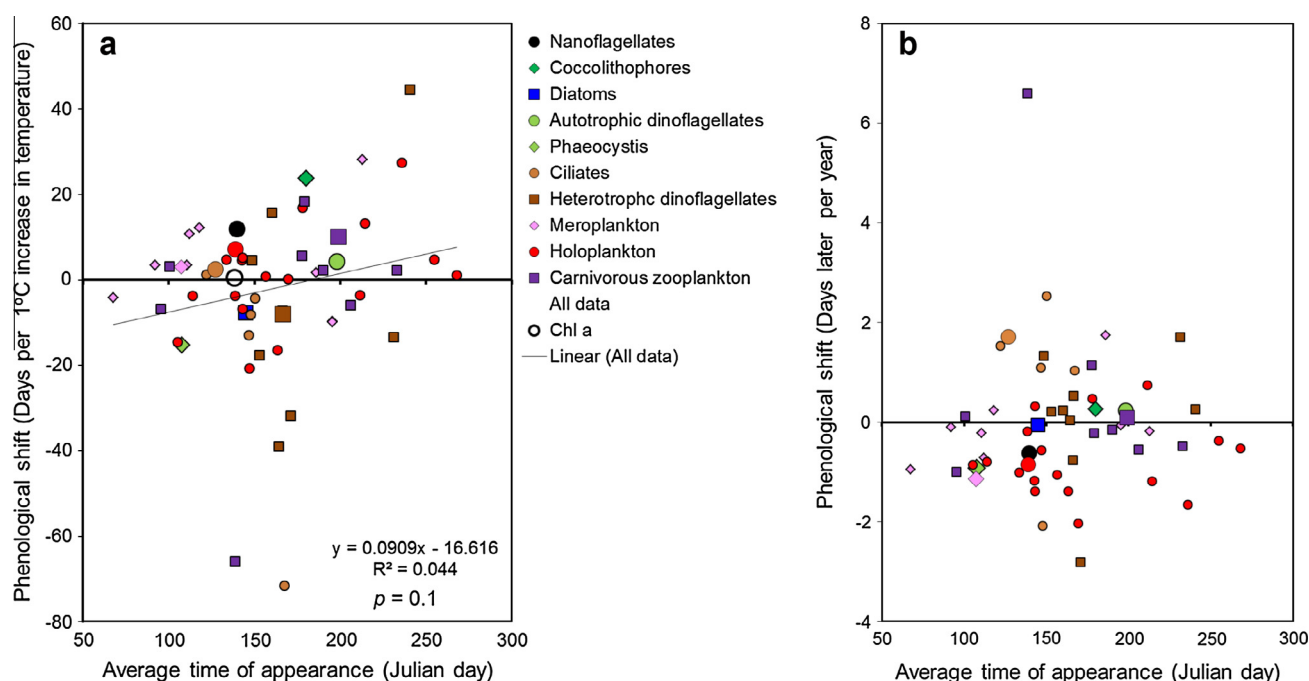 a
60
40
20
0
-20
-40
-60
-80
50
100
150
200
250
300
Phenological shift (Days per 1ºC increase in temperature)
Average time of appearance (Julian day)
y = 0.0909x - 16.616
R² = 0.044
p = 0.1
Nanoflagellates
Coccolithophores
Diatoms
Autotrophic dinoflagellates
Phaeocystis
Ciliates
Heterotrophc dinoflagellates
Meroplankton
Holoplankton
Carnivorous zooplankton
All data
Chl a
Linear (All data)
b
8
6
4
2
0
-2
-4
50
100
150
200
250
300
Phenological shift (Days later per year)
Average time of appearance (Julian day)